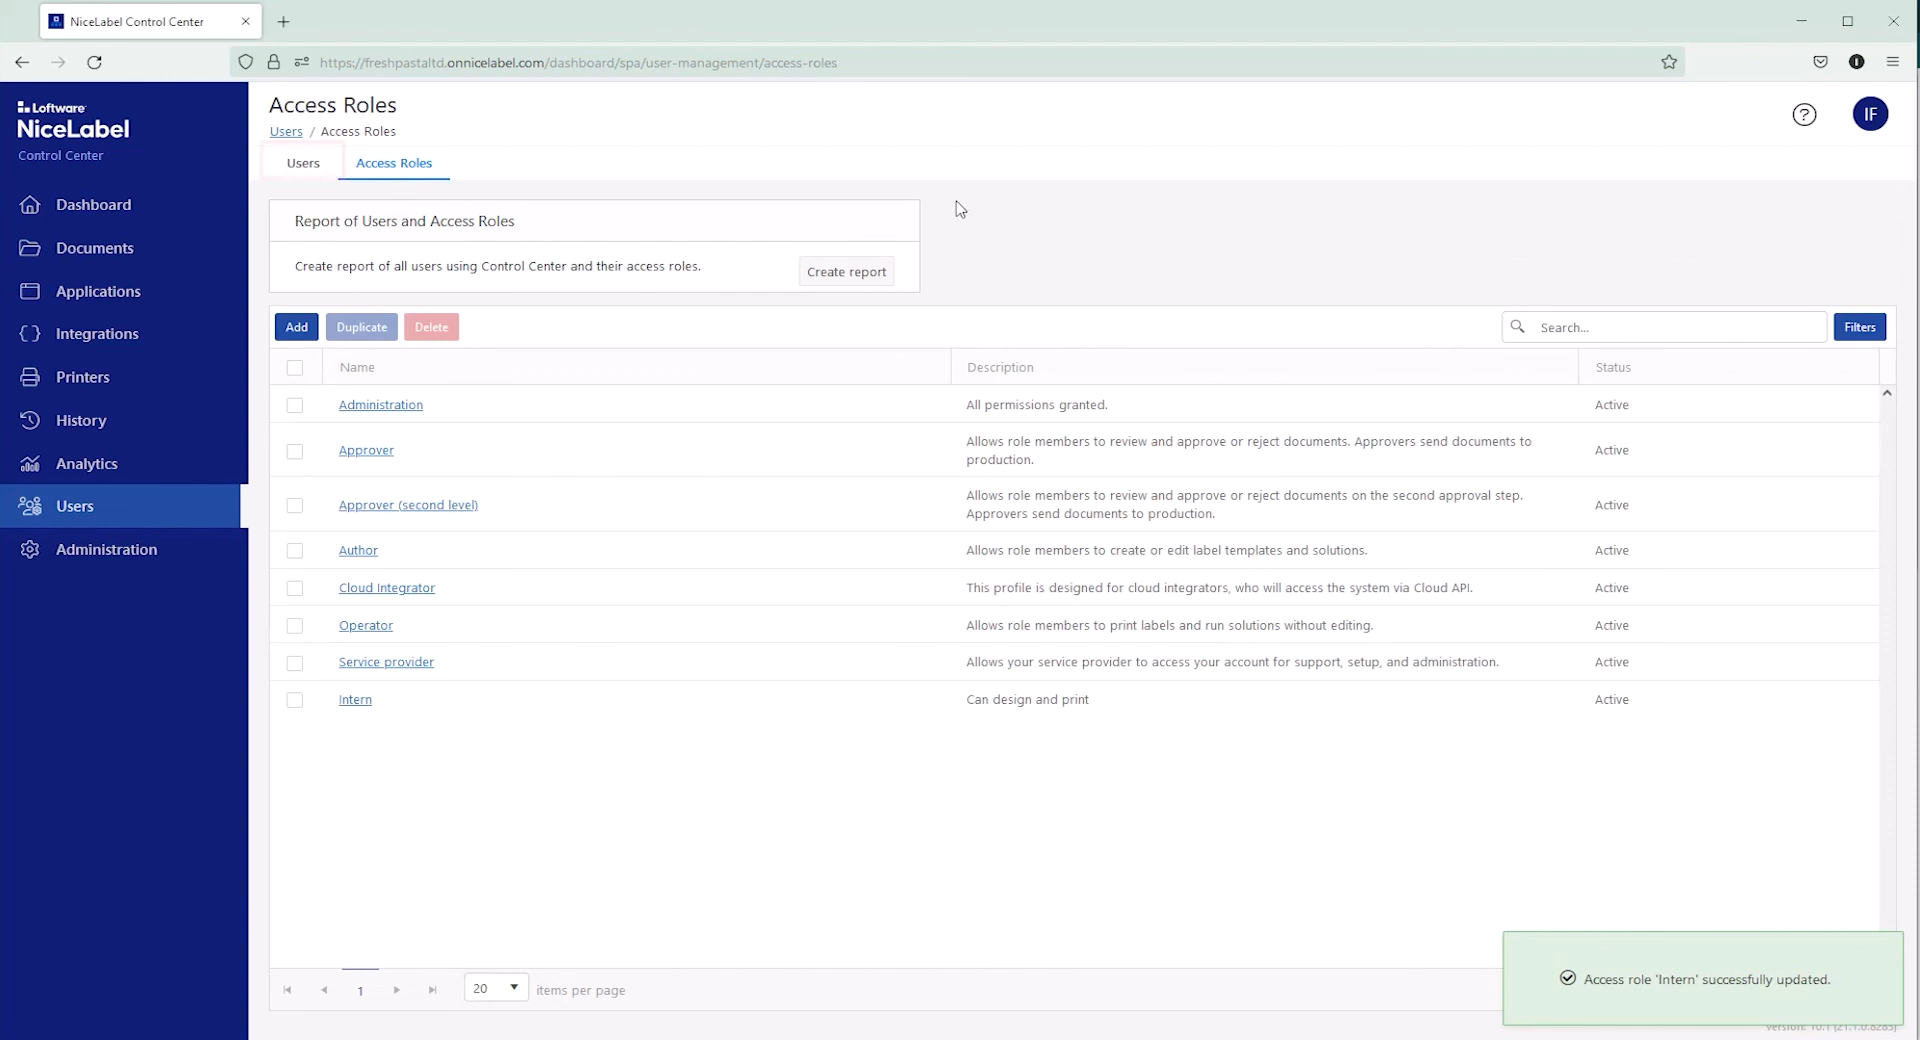 NiceLabel Control Center
https://freshpastaltd.onnicelabel.com/dashboard/spa/user-management/access-roles
Loftware
NiceLabel
Control Center
Dashboard
Documents
Applications
Integrations
Printers
History
Analytics
Users
Administration
Access Roles
Users / Access Roles
IF
Users
Access Roles
Report of Users and Access Roles
Create report of all users using Control Center and their access roles.
Create report
Add
Duplicate
Delete
Search...
Filters
Name
Description
Status
Administration
All permissions granted.
Active
Approver
Allows role members to review and approve or reject documents. Approvers send documents to
production.
Active
Approver (second level)
Allows role members to review and approve or reject documents on the second approval step.
Approvers send documents to production.
Active
Author
Allows role members to create or edit label templates and solutions.
Active
Cloud Integrator
This profile is designed for cloud integrators, who will access the system via Cloud API.
Active
Operator
Allows role members to print labels and run solutions without editing.
Active
Service provider
Allows your service provider to access your account for support, setup, and administration.
Active
Intern
Can design and print
Active
1
20
items per page
Access role 'Intern' successfully updated.